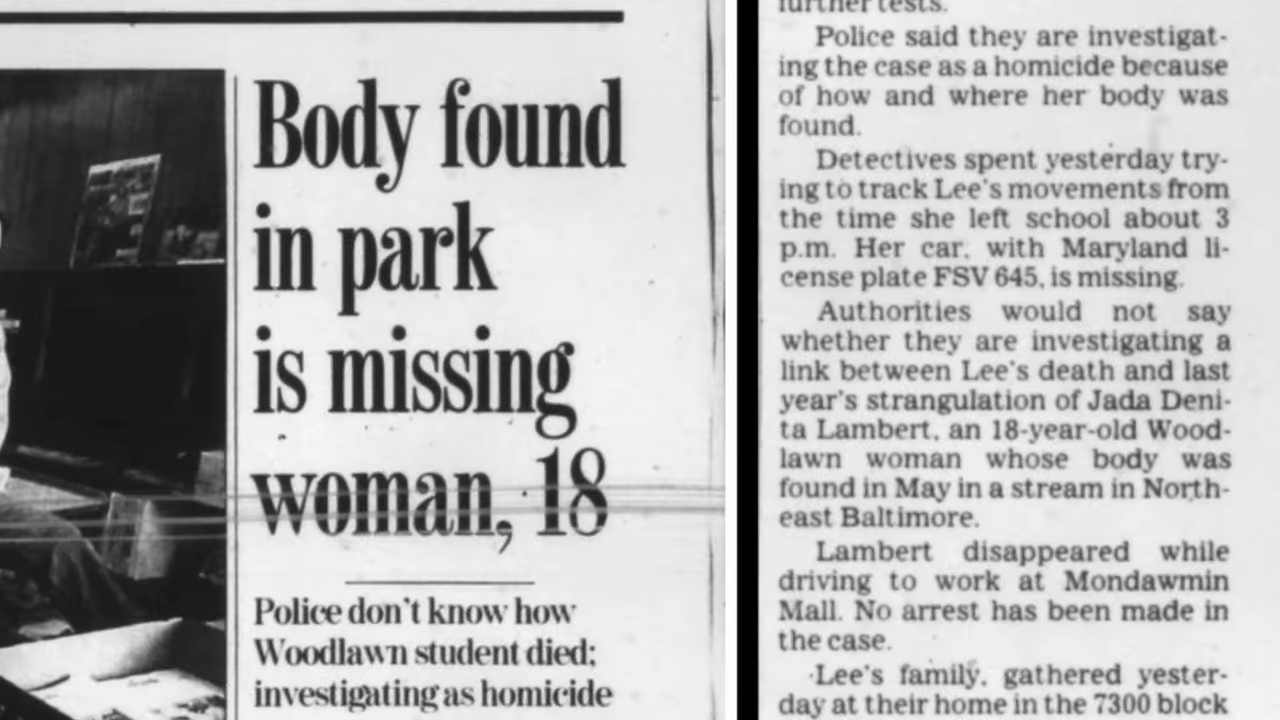 Body found
in park
is missing
woman, 18
Police don't know how
Woodlawn student died;
investigating as homicide
further tests.
Police said they are investigat-
ing the case as a homicide because
of how and where her body was
found.
Detectives spent yesterday try-
ing to track Lee's movements from
the time she left school about 3
p.m. Her car, with Maryland li-
cense plate FSV 645, is missing.
Authorities would not say
whether they are investigating a
link between Lee's death and last
year's strangulation of Jada Deni-
ta Lambert, an 18-year-old Wood-
lawn woman whose body was
found in May in a stream in North-
east Baltimore.
Lambert disappeared while
driving to work at Mondawmin
Mall. No arrest has been made in
the case.
Lee's family, gathered yester-
day at their home in the 7300 block